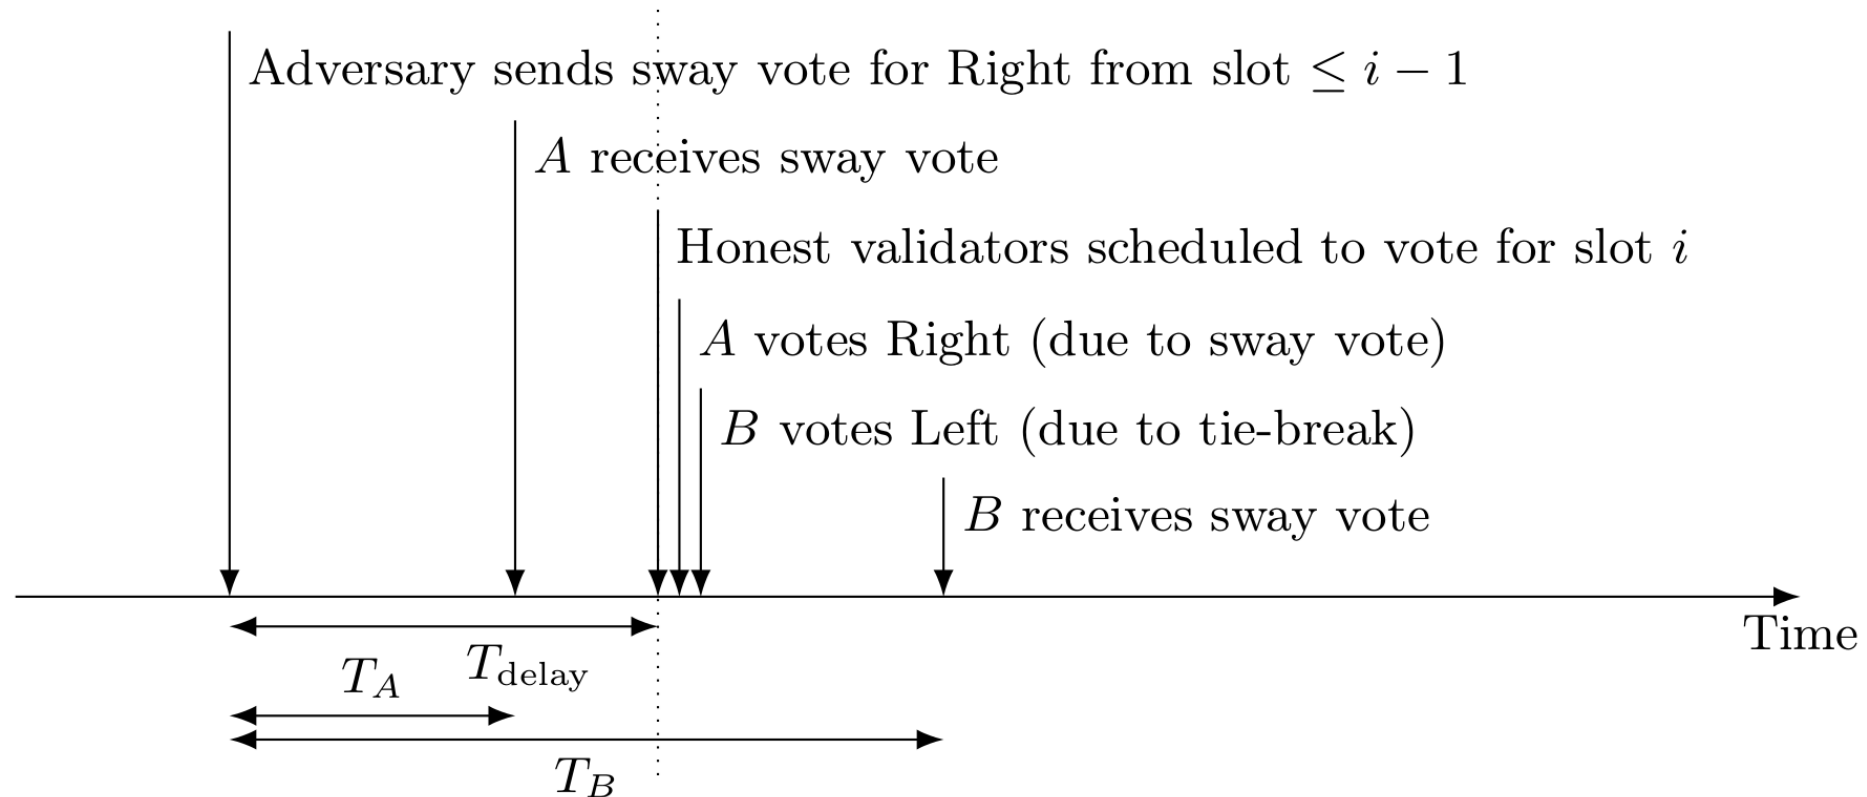 Adversary sends sway vote for Right from slot ≤ i − 1
A receives sway vote
Honest validators scheduled to vote for slot i
A votes Right (due to sway vote)
B votes Left (due to tie-break)
B receives sway vote
Time
T_delay
T_A
T_B